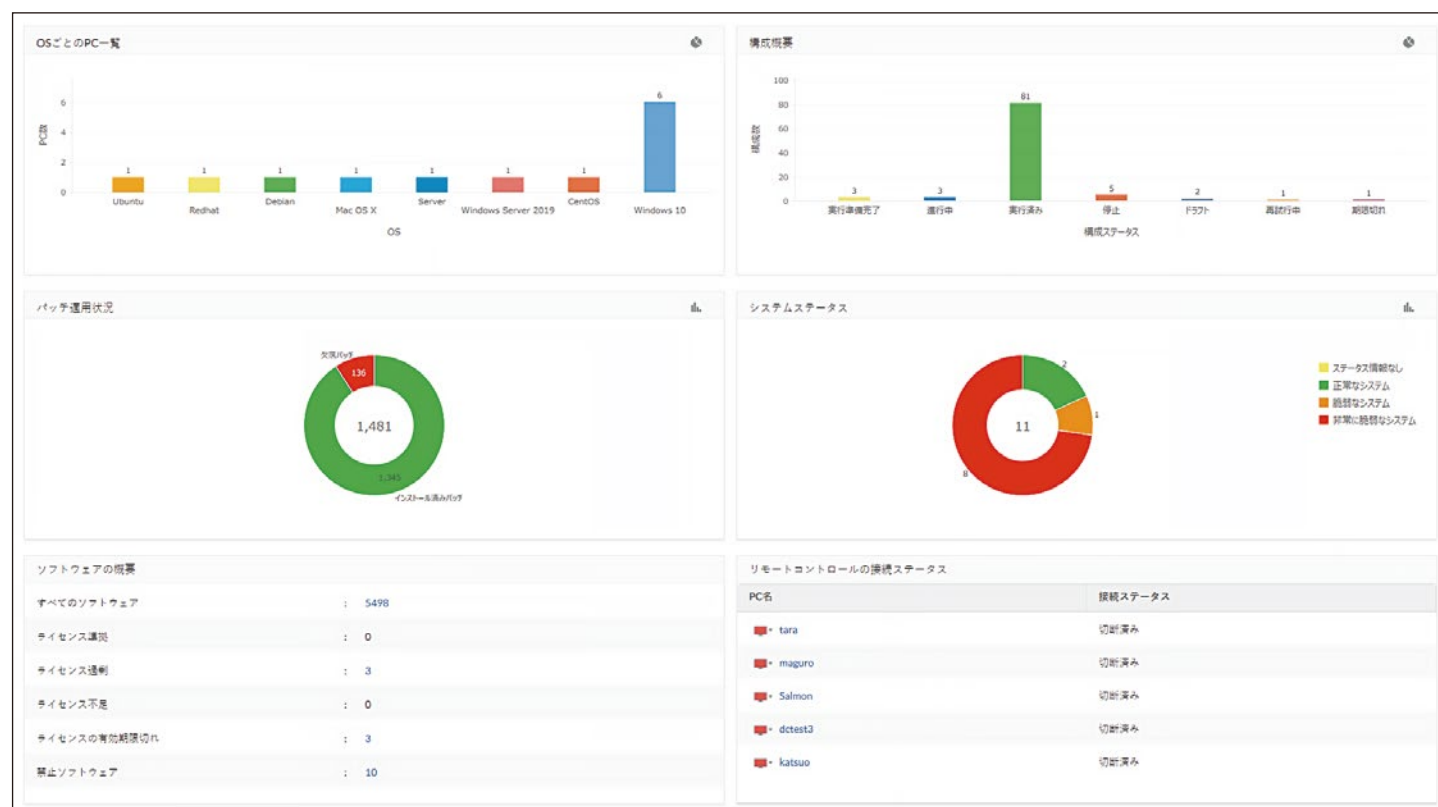 OSごとのPC一覧
6
4
2
0
PC数
1
1
1
1
1
1
1
6
Ubuntu
Redhat
Debian
Mac OS X
Server
Windows Server 2019
CentOS
Windows 10
OS
構成概要
100
80
60
40
20
0
構成数
3
3
81
5
2
1
1
実行準備完了
進行中
実行済み
停止
ドラフト
再試行中
期限切れ
構成ステータス
パッチ適用状況
欠落パッチ
136
1,481
1,345
インストール済みパッチ
システムステータス
2
1
11
8
ステータス情報なし
正常なシステム
脆弱なシステム
非常に脆弱なシステム
ソフトウェアの概要
すべてのソフトウェア : 5498
ライセンス準拠 : 0
ライセンス過剰 : 3
ライセンス不足 : 0
ライセンスの有効期限切れ : 3
禁止ソフトウェア : 10
リモートコントロールの接続ステータス
PC名 接続ステータス
tara 切断済み
maguro 切断済み
Salmon 切断済み
dctest3 切断済み
katsuo 切断済み